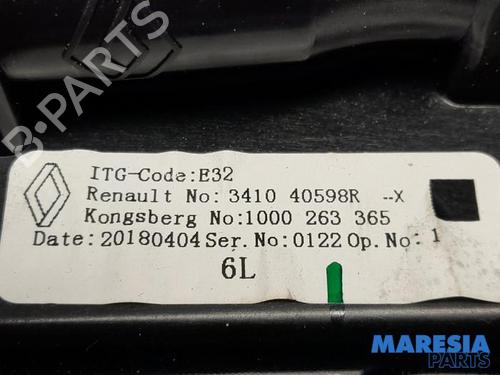 B-PARTS
ITG-Code:E32
Renault No: 3410 40598R --X
Kongsberg No:1000 263 365
Date: 20180404 Ser. No:0122 Op. No: 1
6L
MARESIA
PARTS